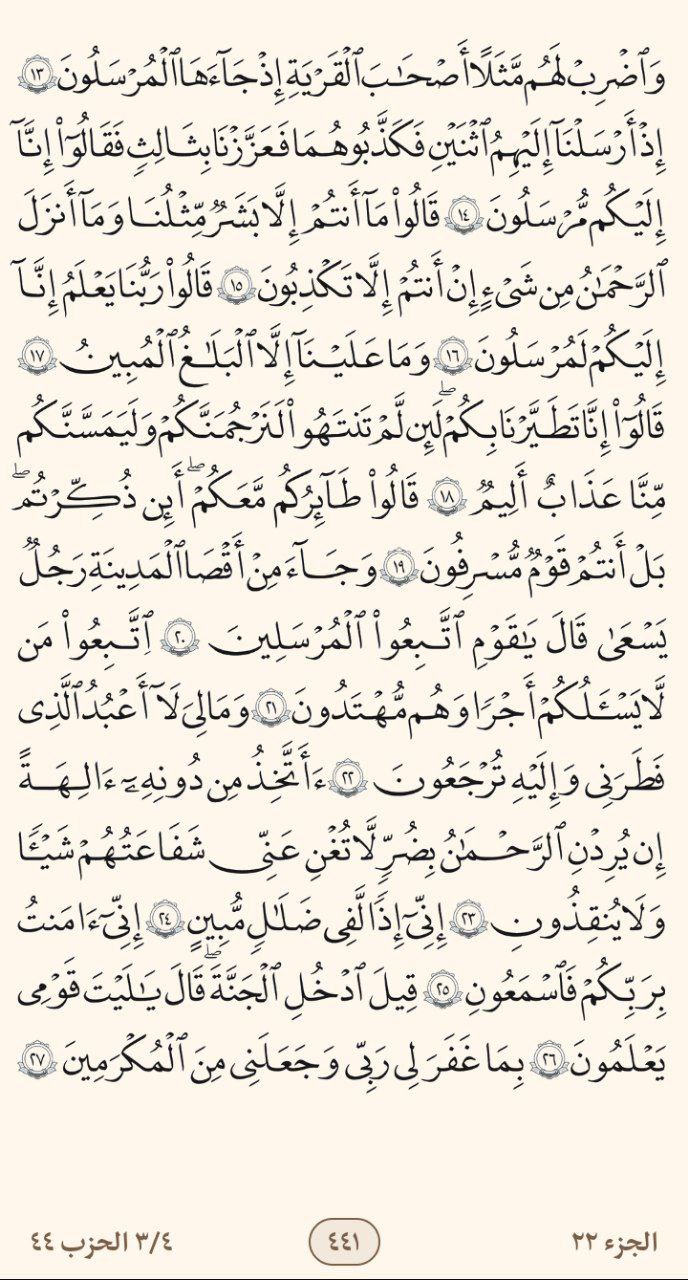 وَٱضۡرِبۡ لَهُم مَّثَلًا أَصۡحَٰبَ ٱلۡقَرۡيَةِ إِذۡ جَآءَهَا ٱلۡمُرۡسَلُونَ ١٣
إِذۡ أَرۡسَلۡنَآ إِلَيۡهِمُ ٱثۡنَيۡنِ فَكَذَّبُوهُمَا فَعَزَّزۡنَا بِثَالِثٖ فَقَالُوٓاْ إِنَّآ
إِلَيۡكُم مُّرۡسَلُونَ ١٤ قَالُواْ مَآ أَنتُمۡ إِلَّا بَشَرٞ مِّثۡلُنَا وَمَآ أَنزَلَ
ٱلرَّحۡمَٰنُ مِن شَيۡءٍ إِنۡ أَنتُمۡ إِلَّا تَكۡذِبُونَ ١٥ قَالُواْ رَبُّنَا يَعۡلَمُ إِنَّآ
إِلَيۡكُمۡ لَمُرۡسَلُونَ ١٦ وَمَا عَلَيۡنَآ إِلَّا ٱلۡبَلَٰغُ ٱلۡمُبِينُ ١٧
قَالُوٓاْ إِنَّا تَطَيَّرۡنَا بِكُمۡۖ لَئِن لَّمۡ تَنتَهُواْ لَنَرۡجُمَنَّكُمۡ وَلَيَمَسَّنَّكُم
مِّنَّا عَذَابٌ أَلِيمٞ ١٨ قَالُواْ طَٰٓئِرُكُم مَّعَكُمۡۖ أَئِن ذُكِّرۡتُمۖ
بَلۡ أَنتُمۡ قَوۡمٞ مُّسۡرِفُونَ ١٩ وَجَآءَ مِنۡ أَقۡصَا ٱلۡمَدِينَةِ رَجُلٞ
يَسۡعَىٰ قَالَ يَٰقَوۡمِ ٱتَّبِعُواْ ٱلۡمُرۡسَلِينَ ٢٠ ٱتَّبِعُواْ مَن
لَّا يَسۡـَٔلُكُمۡ أَجۡرٗا وَهُم مُّهۡتَدُونَ ٢١ وَمَالِيَ لَآ أَعۡبُدُ ٱلَّذِي
فَطَرَنِي وَإِلَيۡهِ تُرۡجَعُونَ ٢٢ ءَأَتَّخِذُ مِن دُونِهِۦٓ ءَالِهَةً
إِن يُرِدۡنِ ٱلرَّحۡمَٰنُ بِضُرّٖ لَّا تُغۡنِ عَنِّي شَفَٰعَتُهُمۡ شَيۡـٔٗا
وَلَا يُنقِذُونِ ٢٣ إِنِّيٓ إِذٗا لَّفِي ضَلَٰلٖ مُّبِينٍ ٢٤ إِنِّيٓ ءَامَنتُ
بِرَبِّكُمۡ فَٱسۡمَعُونِ ٢٥ قِيلَ ٱدۡخُلِ ٱلۡجَنَّةَۖ قَالَ يَٰلَيۡتَ قَوۡمِي
يَعۡلَمُونَ ٢٦ بِمَا غَفَرَ لِي رَبِّي وَجَعَلَنِي مِنَ ٱلۡمُكۡرَمِينَ ٢٧
الجزء ٢٢
٤٤١
٣/٤ الحزب ٤٤